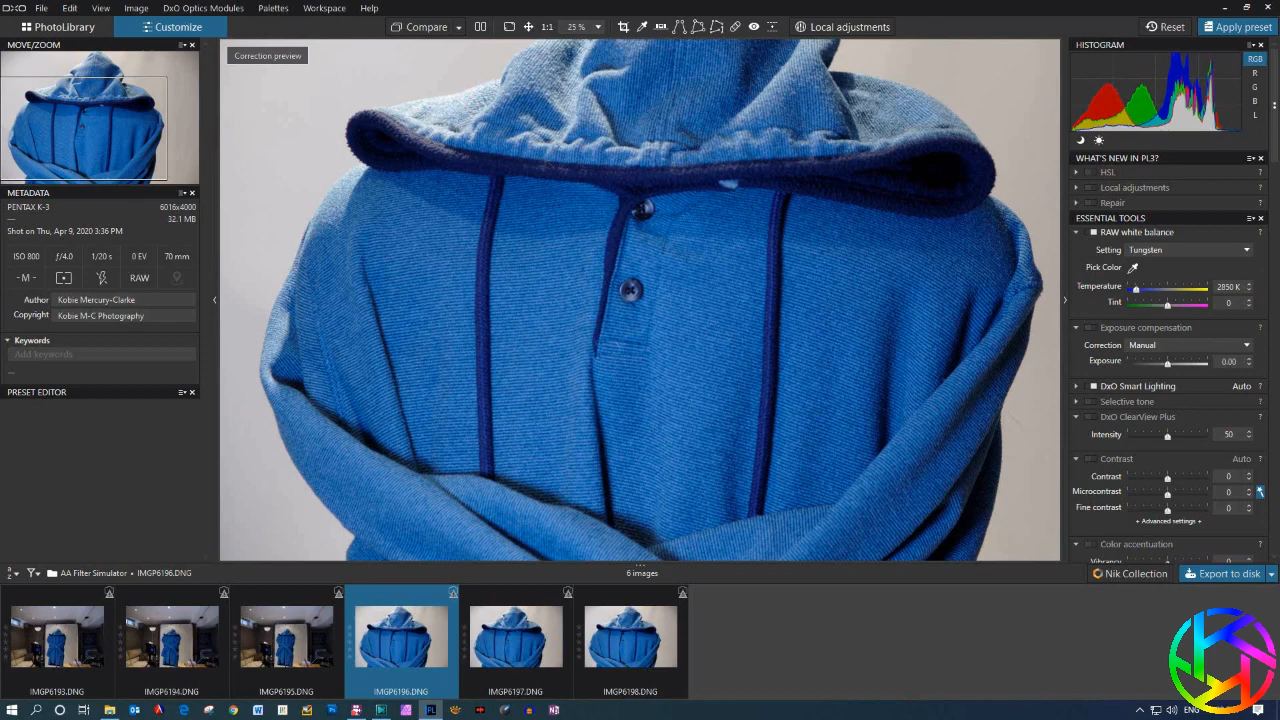 DxO File Edit View Image DxO Optics Modules Palettes Workspace Help
PhotoLibrary Customize Compare 1:1 25 % Local adjustments Reset Apply preset
MOVE/ZOOM
Correction preview
METADATA
PENTAX K-3 6016x4000
— 32.1 MB
Shot on Thu, Apr 9, 2020 3:36 PM
ISO 800 ƒ/4.0 1/20 s 0 EV 70 mm
- M - RAW
Author Kobie Mercury-Clarke
Copyright Kobie M-C Photography
Keywords
Add keywords
—
PRESET EDITOR
HISTOGRAM
RGB
R
G
B
L
WHAT'S NEW IN PL3?
HSL ?
Local adjustments ?
Repair ?
ESSENTIAL TOOLS
RAW white balance ?
Setting Tungsten
Pick Color
Temperature 2850 K
Tint 0
Exposure compensation ?
Correction Manual
Exposure 0.00
DxO Smart Lighting Auto ?
Selective tone ?
DxO ClearView Plus ?
Intensity 50
Contrast Auto ?
Contrast 0
Microcontrast 0
Fine contrast 0
+ Advanced settings +
Color accentuation ?
Vibrancy 0
a z AA Filter Simulator • IMGP6196.DNG 6 images Nik Collection Export to disk
IMGP6193.DNG IMGP6194.DNG IMGP6195.DNG IMGP6196.DNG IMGP6197.DNG IMGP6198.DNG
PL